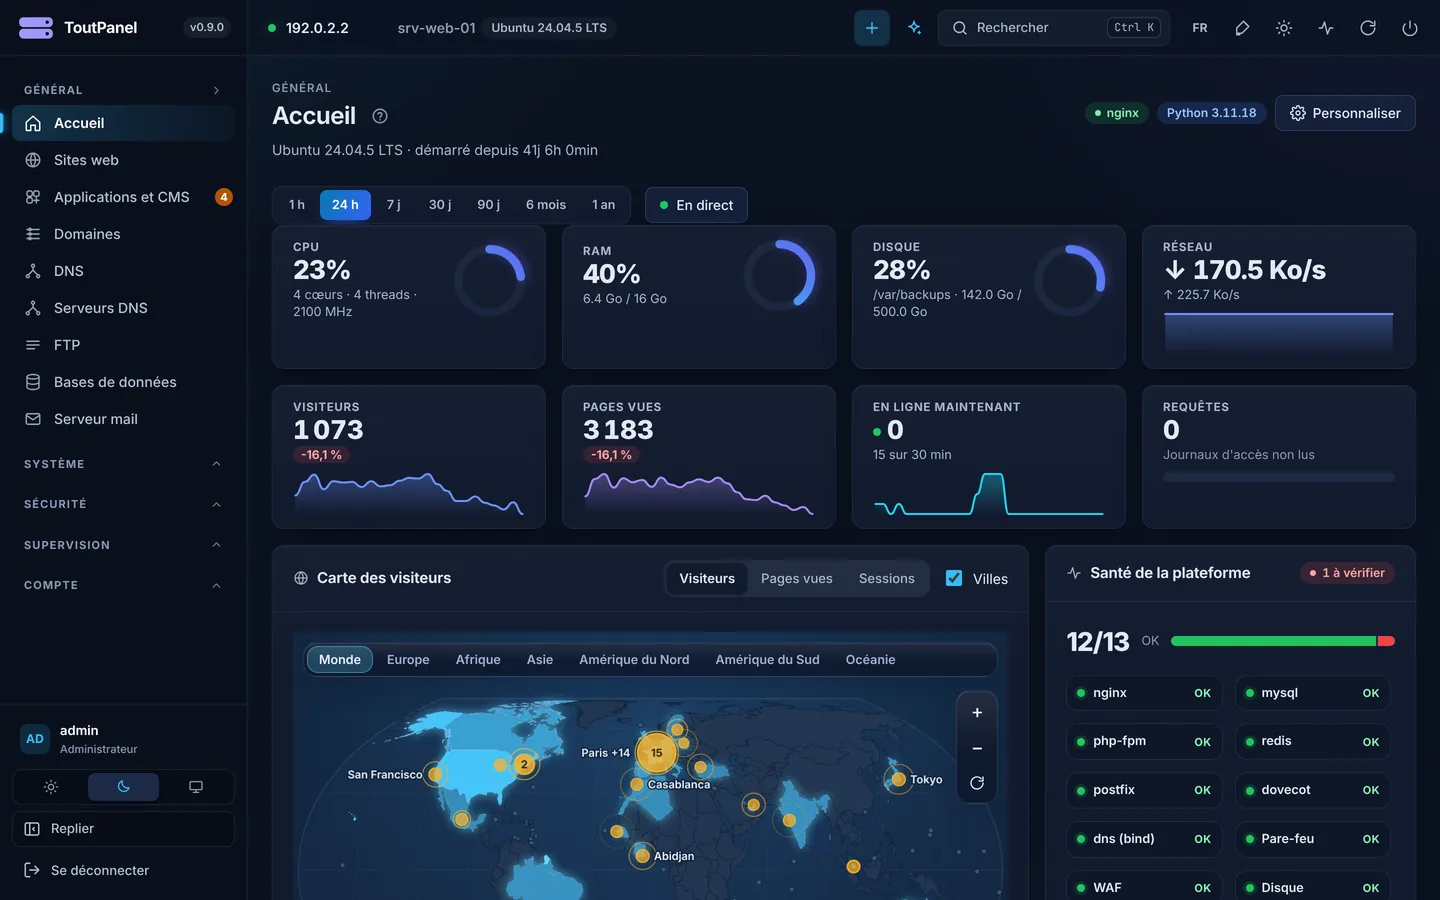 ToutPanel
v0.9.0
192.0.2.2
srv-web-01
Ubuntu 24.04.5 LTS
Rechercher
Ctrl K
FR
GÉNÉRAL
Accueil
Sites web
Applications et CMS
4
Domaines
DNS
Serveurs DNS
FTP
Bases de données
Serveur mail
SYSTÈME
SÉCURITÉ
SUPERVISION
COMPTE
AD
admin
Administrateur
Replier
Se déconnecter
GÉNÉRAL
Accueil
Ubuntu 24.04.5 LTS · démarré depuis 41j 6h 0min
nginx
Python 3.11.18
Personnaliser
1 h
24 h
7 j
30 j
90 j
6 mois
1 an
En direct
CPU
23%
4 cœurs · 4 threads ·
2100 MHz
RAM
40%
6.4 Go / 16 Go
DISQUE
28%
/var/backups · 142.0 Go /
500.0 Go
RÉSEAU
↓ 170.5 Ko/s
↑ 225.7 Ko/s
VISITEURS
1 073
-16,1 %
PAGES VUES
3 183
-16,1 %
EN LIGNE MAINTENANT
0
15 sur 30 min
REQUÊTES
0
Journaux d'accès non lus
Carte des visiteurs
Visiteurs
Pages vues
Sessions
Villes
Monde
Europe
Afrique
Asie
Amérique du Nord
Amérique du Sud
Océanie
+
−
San Francisco
2
Paris +14
15
Casablanca
Tokyo
Abidjan
Santé de la plateforme
1 à vérifier
12/13
OK
nginx
OK
mysql
OK
php-fpm
OK
redis
OK
postfix
OK
dovecot
OK
dns (bind)
OK
Pare-feu
OK
WAF
OK
Disque
OK